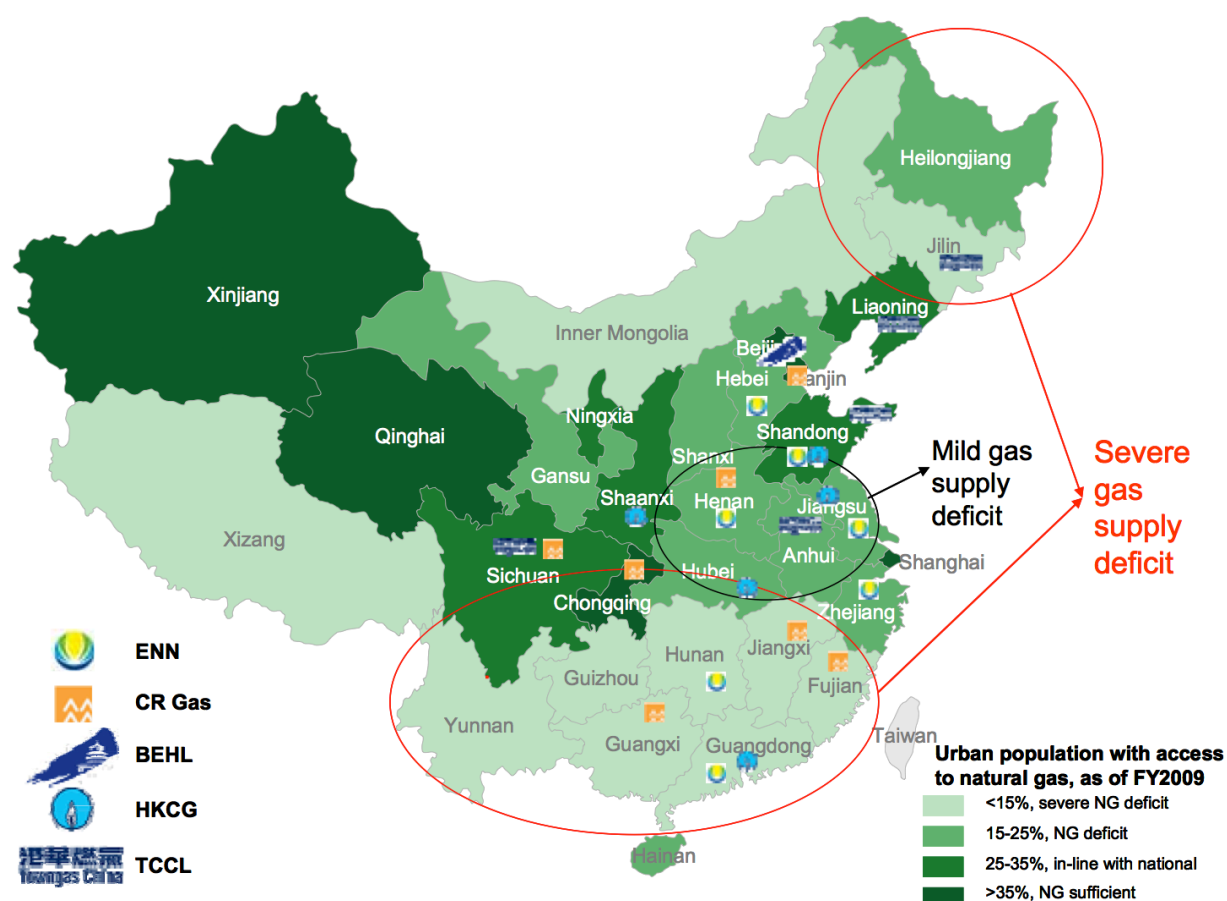 Heilongjiang
Jilin
Xinjiang
Liaoning
Inner Mongolia
Hebei
Ningxia
Qinghai
Shandong
Mild gas
supply
deficit
Severe
gas
supply
deficit
Shanxi
Gansu
Shaanxi
Henan
Jiangsu
Xizang
Anhui
Shanghai
Sichuan
Hubei
Chongqing
Zhejiang
Jiangxi
Hunan
Guizhou
Fujian
Yunnan
Guangxi
Guangdong
Taiwan
Hainan
ENN
CR Gas
BEHL
HKCG
港華燃氣
Towngas China
TCCL
Urban population with access
to natural gas, as of FY2009
<15%, severe NG deficit
15-25%, NG deficit
25-35%, in-line with national
>35%, NG sufficient